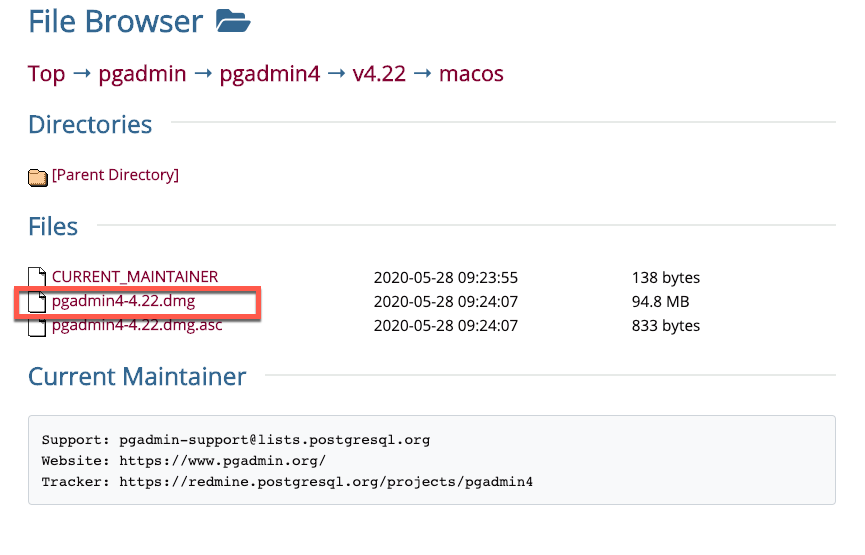 File Browser
Top → pgadmin → pgadmin4 → v4.22 → macos
Directories
[Parent Directory]
Files
CURRENT_MAINTAINER 2020-05-28 09:23:55 138 bytes
pgadmin4-4.22.dmg 2020-05-28 09:24:07 94.8 MB
pgadmin4-4.22.dmg.asc 2020-05-28 09:24:07 833 bytes
Current Maintainer
Support: pgadmin-support@lists.postgresql.org
Website: https://www.pgadmin.org/
Tracker: https://redmine.postgresql.org/projects/pgadmin4